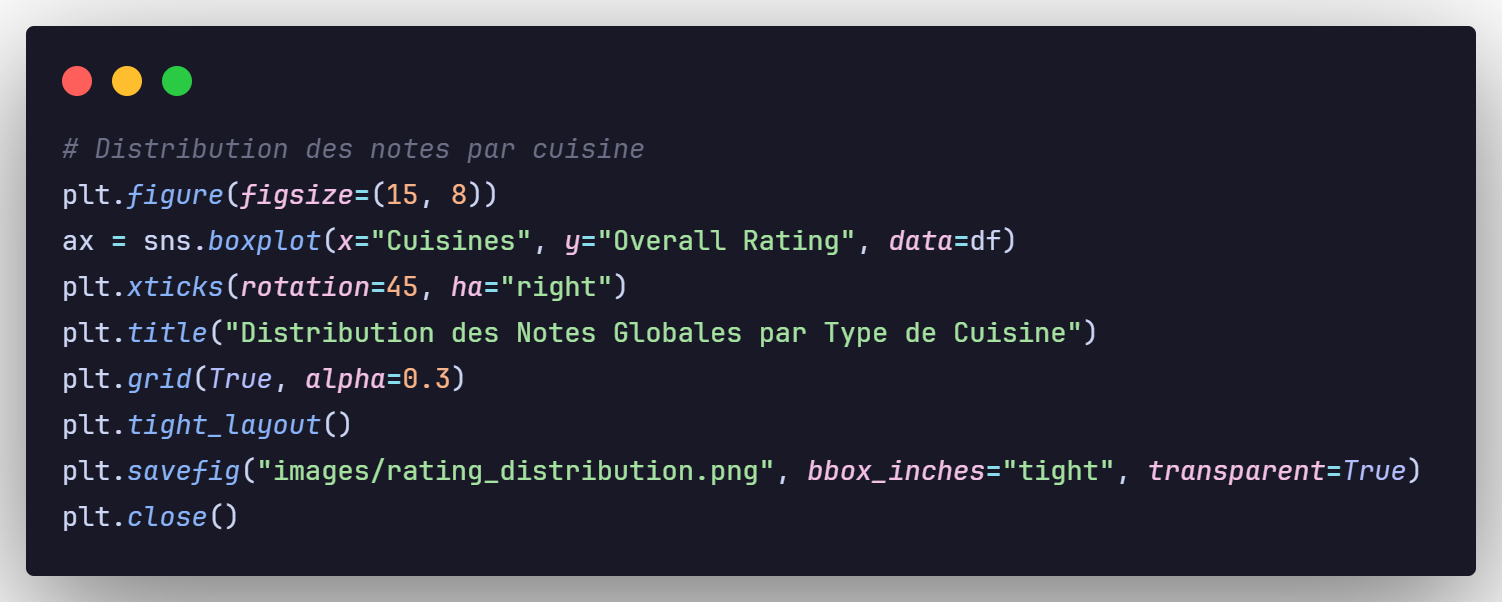 # Distribution des notes par cuisine
plt.figure(figsize=(15, 8))
ax = sns.boxplot(x="Cuisines", y="Overall Rating", data=df)
plt.xticks(rotation=45, ha="right")
plt.title("Distribution des Notes Globales par Type de Cuisine")
plt.grid(True, alpha=0.3)
plt.tight_layout()
plt.savefig("images/rating_distribution.png", bbox_inches="tight", transparent=True)
plt.close()